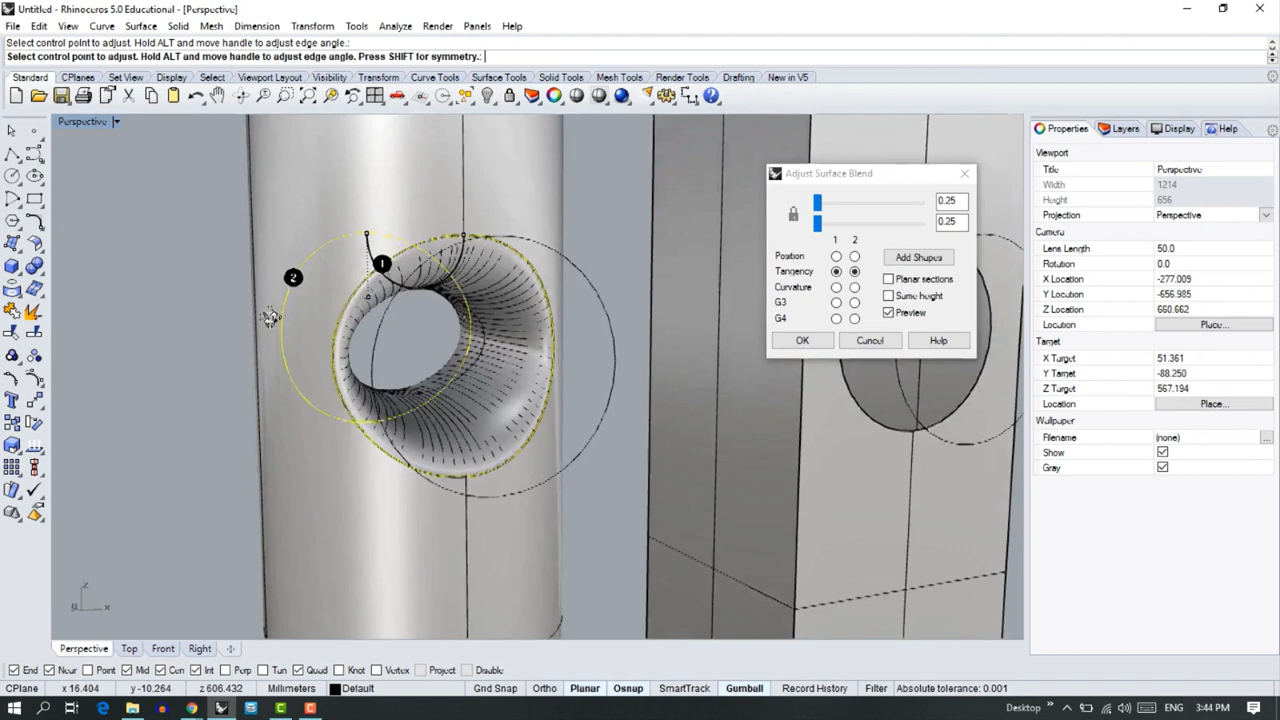 Untitled - Rhinoceros 5.0 Educational - [Perspective]
File Edit View Curve Surface Solid Mesh Dimension Transform Tools Analyze Render Panels Help
Select control point to adjust. Hold ALT and move handle to adjust edge angle.:
Select control point to adjust. Hold ALT and move handle to adjust edge angle. Press SHIFT for symmetry.:
Standard CPlanes Set View Display Select Viewport Layout Visibility Transform Curve Tools Surface Tools Solid Tools Mesh Tools Render Tools Drafting New in V5
Perspective
Properties Layers Display Help
Viewport
Title Perspective
Width 1214
Height 656
Projection Perspective
Camera
Lens Length 50.0
Rotation 0.0
X Location -277.009
Y Location -656.985
Z Location 660.662
Location Place...
Target
X Target 51.361
Y Target -88.250
Z Target 567.194
Location Place...
Wallpaper
Filename (none) ...
Show
Gray
Adjust Surface Blend
0.25
0.25
1 2
Position
Tangency
Curvature
G3
G4
Add Shapes
Planar sections
Same height
Preview
OK Cancel Help
1
2
z
y x
Perspective Top Front Right
End Near Point Mid Cen Int Perp Tan Quad Knot Vertex Project Disable
CPlane x 16.404 y -10.264 z 606.432 Millimeters Default Grid Snap Ortho Planar Osnap SmartTrack Gumball Record History Filter Absolute tolerance: 0.001
Desktop ENG 3:44 PM